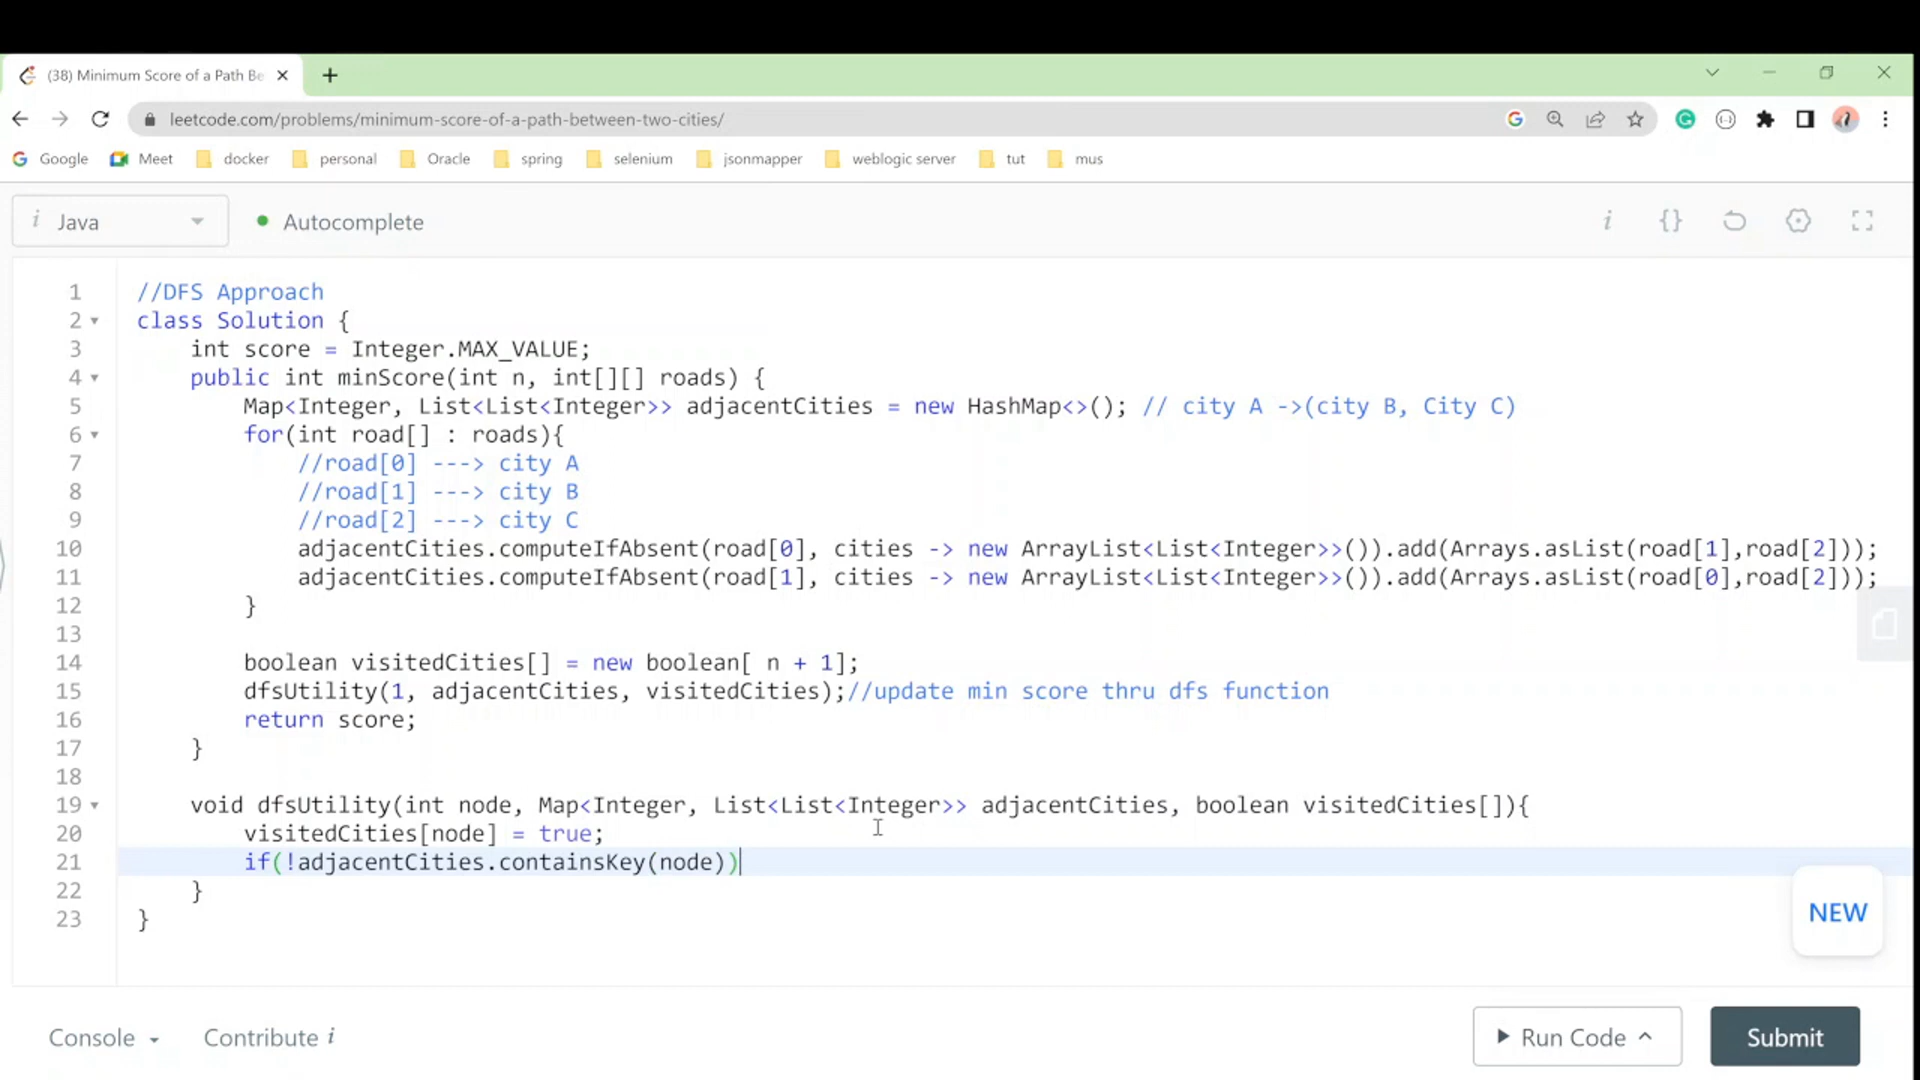 (38) Minimum Score of a Path Be
leetcode.com/problems/minimum-score-of-a-path-between-two-cities/
Google Meet docker personal Oracle spring selenium jsonmapper weblogic server tut mus
i Java Autocomplete i {}
1 //DFS Approach
2 class Solution {
3 int score = Integer.MAX_VALUE;
4 public int minScore(int n, int[][] roads) {
5 Map<Integer, List<List<Integer>> adjacentCities = new HashMap<>(); // city A ->(city B, City C)
6 for(int road[] : roads){
7 //road[0] ---> city A
8 //road[1] ---> city B
9 //road[2] ---> city C
10 adjacentCities.computeIfAbsent(road[0], cities -> new ArrayList<List<Integer>>()).add(Arrays.asList(road[1],road[2]));
11 adjacentCities.computeIfAbsent(road[1], cities -> new ArrayList<List<Integer>>()).add(Arrays.asList(road[0],road[2]));
12 }
13
14 boolean visitedCities[] = new boolean[ n + 1];
15 dfsUtility(1, adjacentCities, visitedCities);//update min score thru dfs function
16 return score;
17 }
18
19 void dfsUtility(int node, Map<Integer, List<List<Integer>> adjacentCities, boolean visitedCities[]){
20 visitedCities[node] = true;
21 if(!adjacentCities.containsKey(node))
22 }
23 }
NEW
Console Contribute i Run Code Submit